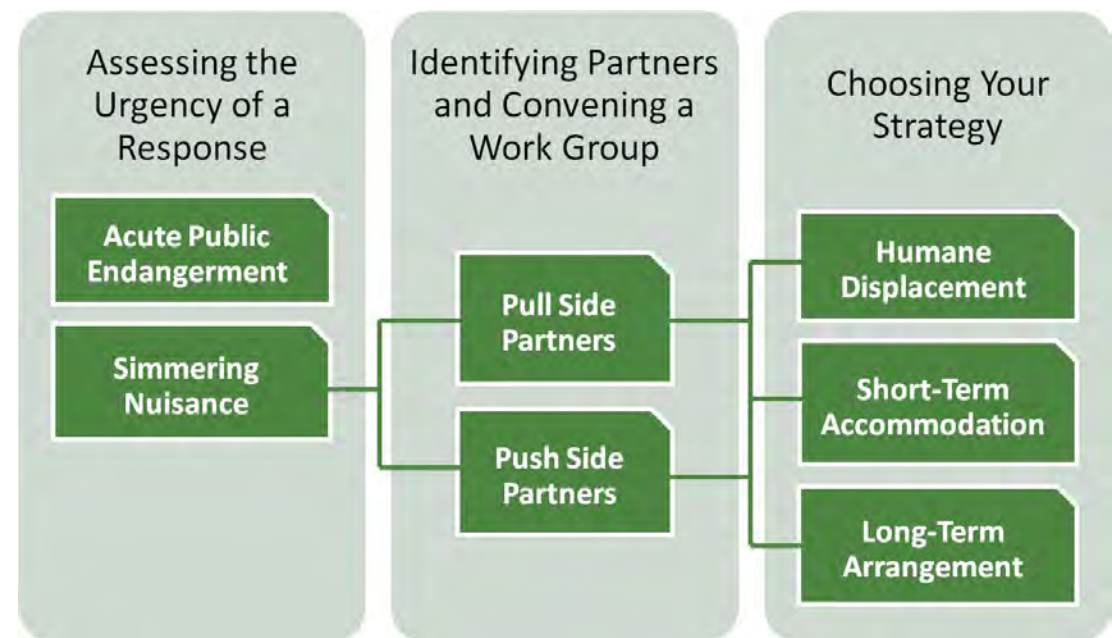 Assessing the
Urgency of a
Response
Acute Public
Endangerment
Simmering
Nuisance
Identifying Partners
and Convening a
Work Group
Pull Side
Partners
Push Side
Partners
Choosing Your
Strategy
Humane
Displacement
Short-Term
Accommodation
Long-Term
Arrangement